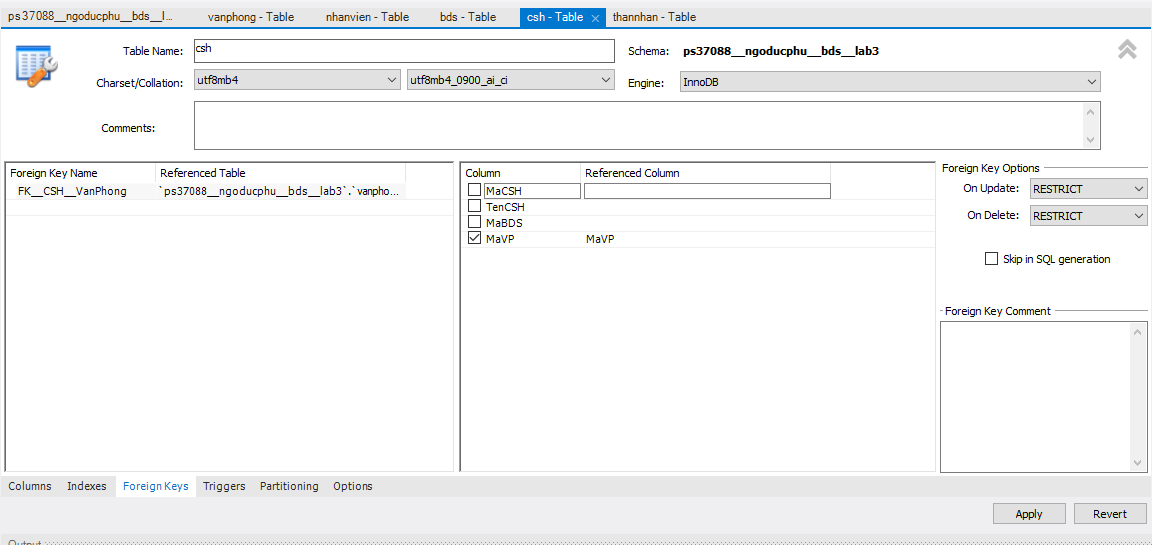 ps37088__ngoducphu__bds__l... vanphong - Table nhanvien - Table bds - Table csh - Table thannhan - Table
Table Name: csh Schema: ps37088__ngoducphu__bds__lab3
Charset/Collation: utf8mb4 utf8mb4_0900_ai_ci Engine: InnoDB
Comments:
Foreign Key Name Referenced Table Column Referenced Column Foreign Key Options
FK__CSH__VanPhong `ps37088__ngoducphu__bds__lab3`.`vanpho... MaCSH On Update: RESTRICT
TenCSH
MaBDS On Delete: RESTRICT
MaVP MaVP
Skip in SQL generation
Foreign Key Comment
Columns Indexes Foreign Keys Triggers Partitioning Options
Apply Revert
Output